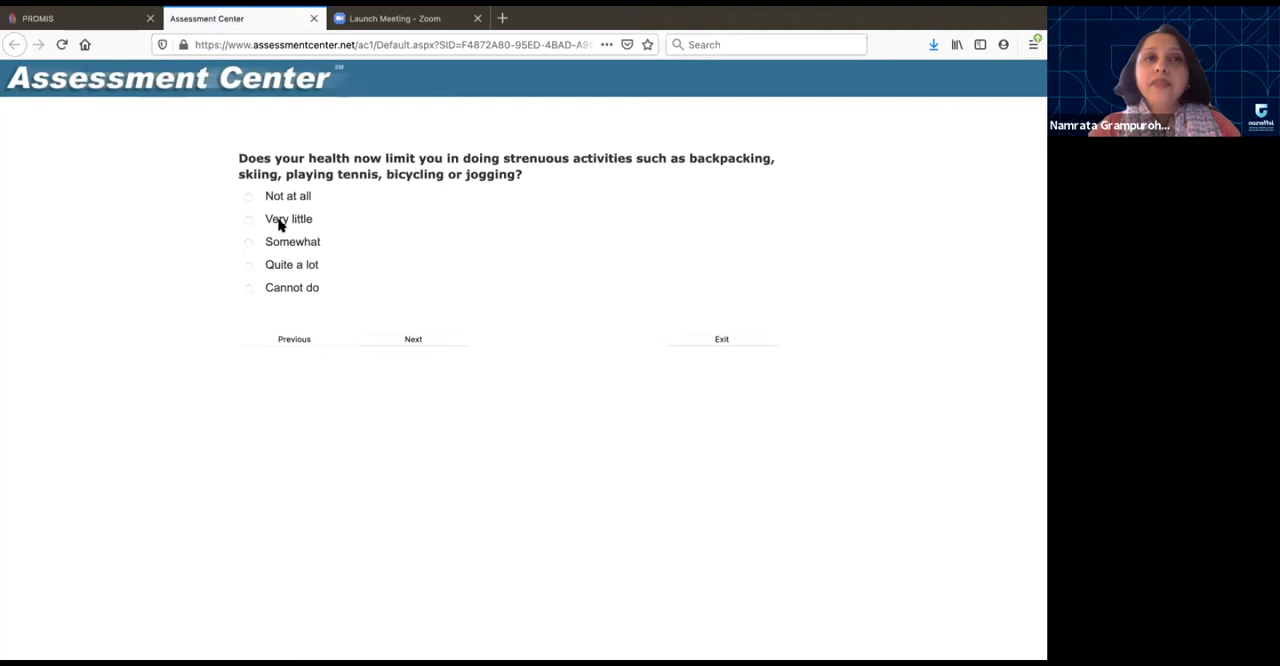 PROMIS
Assessment Center
Launch Meeting - Zoom
https://www.assessmentcenter.net/ac1/Default.aspx?SID=F4872A80-95ED-4BAD-A9
Search
Assessment Center SM
Namrata Grampuroh...
Does your health now limit you in doing strenuous activities such as backpacking,
skiing, playing tennis, bicycling or jogging?
Not at all
Very little
Somewhat
Quite a lot
Cannot do
Previous
Next
Exit